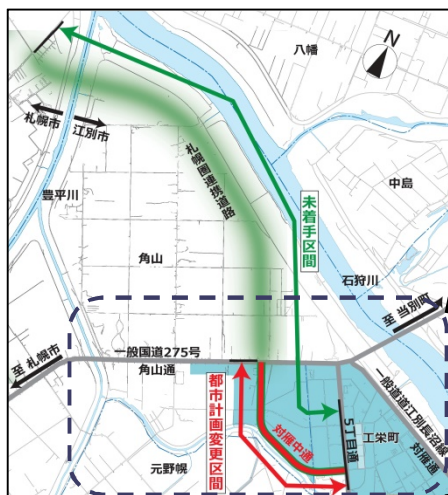 八幡
N
札幌市
江別市
札幌圏連携道路
豊平川
未着手区間
中島
角山
石狩川
至 当別町
至 札幌市
一般国道275号
角山通
都市計画変更区間
対雁中通
5丁目通
工栄町
一般道道江別長沼線
対雁通
元野幌